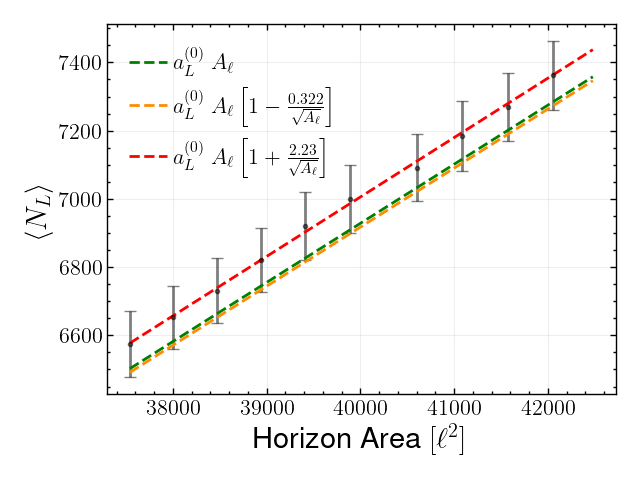 7400
7200
7000
6800
6600
⟨N_L⟩
a_L^{(0)} A_ℓ
a_L^{(0)} A_ℓ [1 − 0.322/√A_ℓ]
a_L^{(0)} A_ℓ [1 + 2.23/√A_ℓ]
38000 39000 40000 41000 42000
Horizon Area [ℓ²]